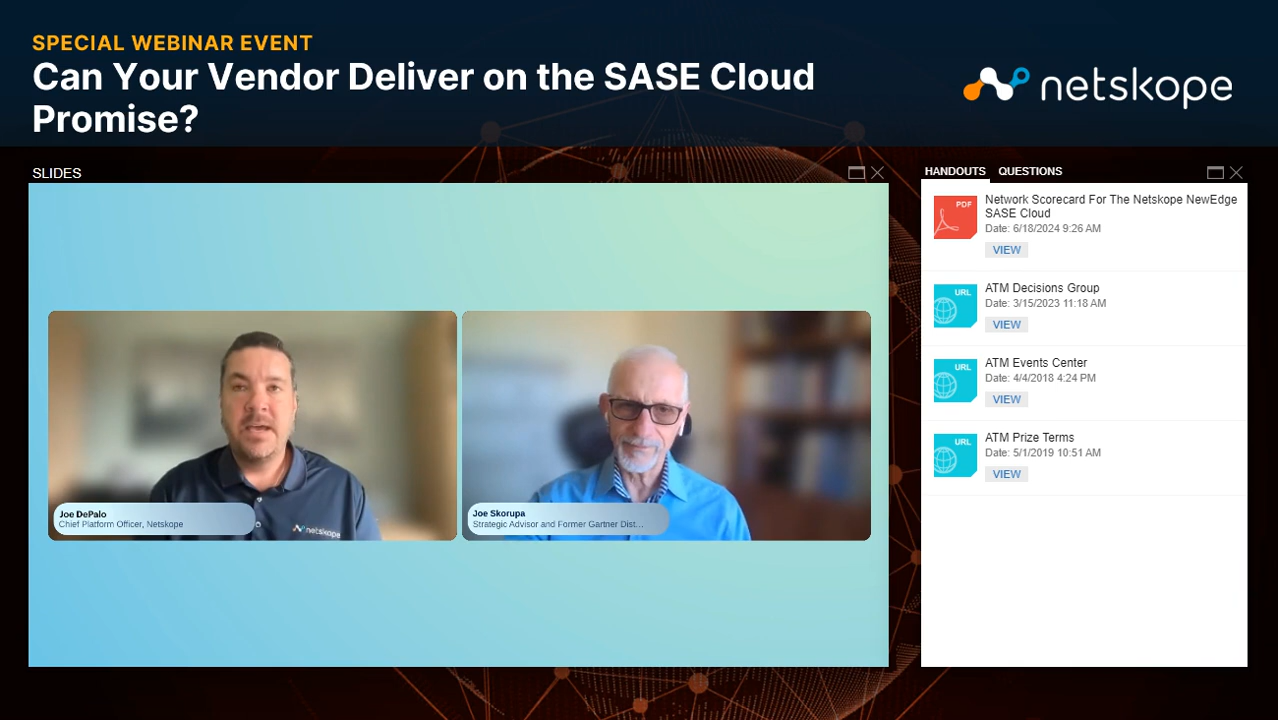 SPECIAL WEBINAR EVENT
Can Your Vendor Deliver on the SASE Cloud
Promise?
netskope
SLIDES
Joe DePalo
Chief Platform Officer, Netskope
netskope
Joe Skorupa
Strategic Advisor and Former Gartner Dist...
HANDOUTS QUESTIONS
PDF
Network Scorecard For The Netskope NewEdge
SASE Cloud
Date: 6/18/2024 9:26 AM
VIEW
URL
ATM Decisions Group
Date: 3/15/2023 11:18 AM
VIEW
URL
ATM Events Center
Date: 4/4/2018 4:24 PM
VIEW
URL
ATM Prize Terms
Date: 5/1/2019 10:51 AM
VIEW